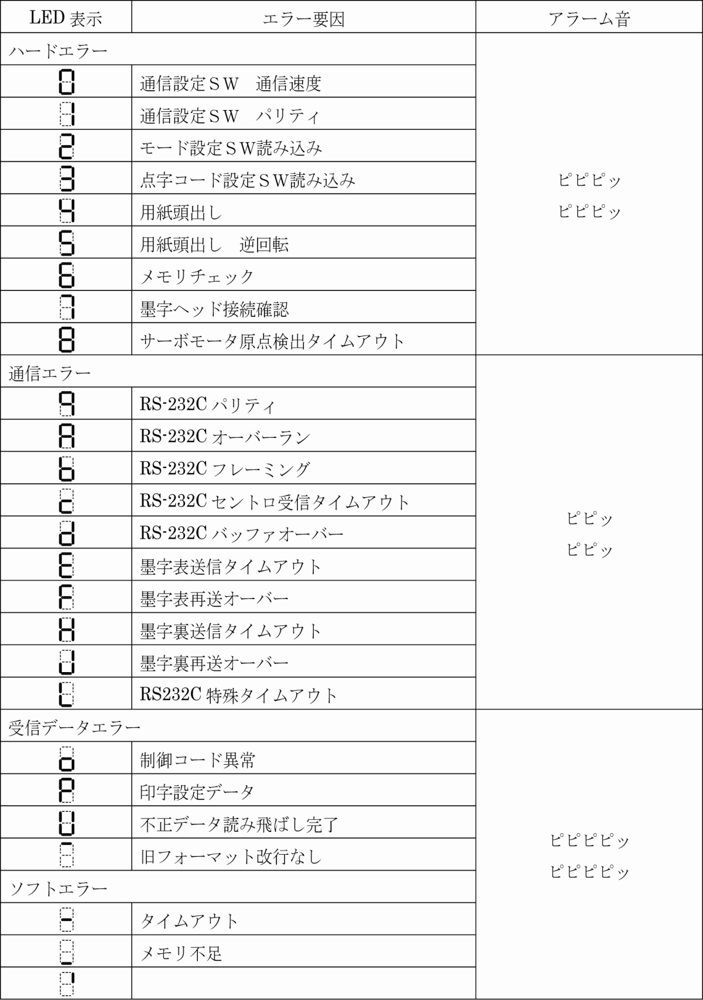 LED 表示 エラー要因 アラーム音
ハードエラー
0 通信設定ＳＷ　通信速度
1 通信設定ＳＷ　パリティ
2 モード設定ＳＷ読み込み
3 点字コード設定ＳＷ読み込み
ピピピッ
4 用紙頭出し
ピピピッ
5 用紙頭出し　逆回転
6 メモリチェック
7 墨字ヘッド接続確認
8 サーボモータ原点検出タイムアウト
通信エラー
9 RS-232C パリティ
A RS-232C オーバーラン
b RS-232C フレーミング
c RS-232C セントロ受信タイムアウト
ピピッ
d RS-232C バッファオーバー
ピピッ
E 墨字表送信タイムアウト
F 墨字表再送オーバー
H 墨字裏送信タイムアウト
J 墨字裏再送オーバー
L RS232C 特殊タイムアウト
受信データエラー
o 制御コード異常
P 印字設定データ
U 不正データ読み飛ばし完了
ピピピピッ
¯ 旧フォーマット改行なし
ピピピピッ
ソフトエラー
- タイムアウト
_ メモリ不足
'